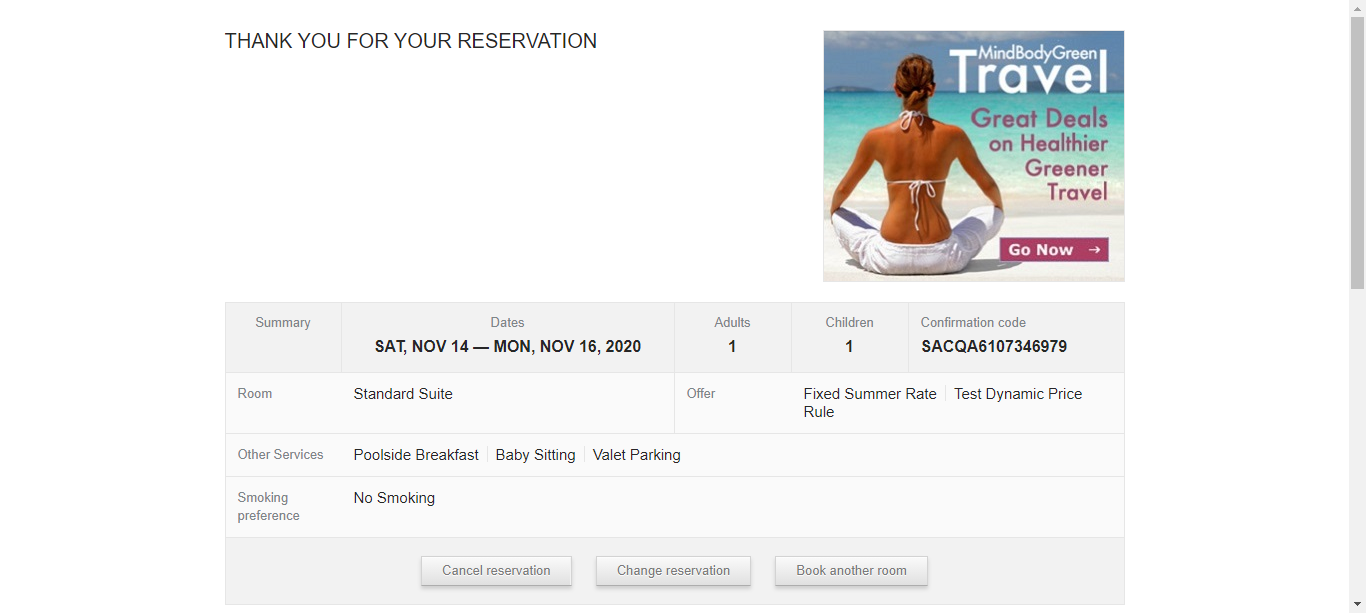 THANK YOU FOR YOUR RESERVATION
MindBodyGreen
Travel
Great Deals
on Healthier
Greener
Travel
Go Now →
Summary
Dates
SAT, NOV 14 — MON, NOV 16, 2020
Adults
1
Children
1
Confirmation code
SACQA6107346979
Room
Standard Suite
Offer
Fixed Summer Rate Test Dynamic Price
Rule
Other Services
Poolside Breakfast Baby Sitting Valet Parking
Smoking
preference
No Smoking
Cancel reservation
Change reservation
Book another room